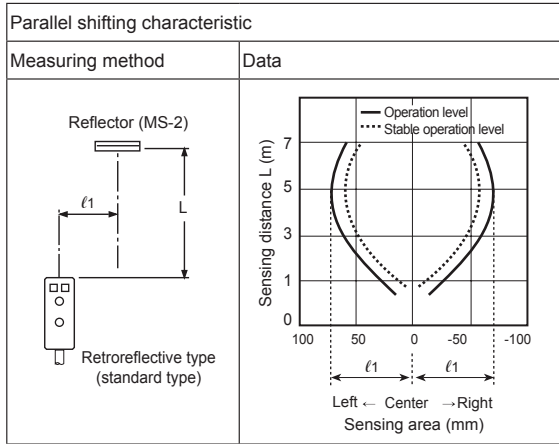 Parallel shifting characteristic
Measuring method
Data
Reflector (MS-2)
ℓ1
L
Retroreflective type
(standard type)
Operation level
Stable operation level
Sensing distance L (m)
7
5
3
1
0
100 50 0 -50 -100
ℓ1 ℓ1
Left ← Center → Right
Sensing area (mm)